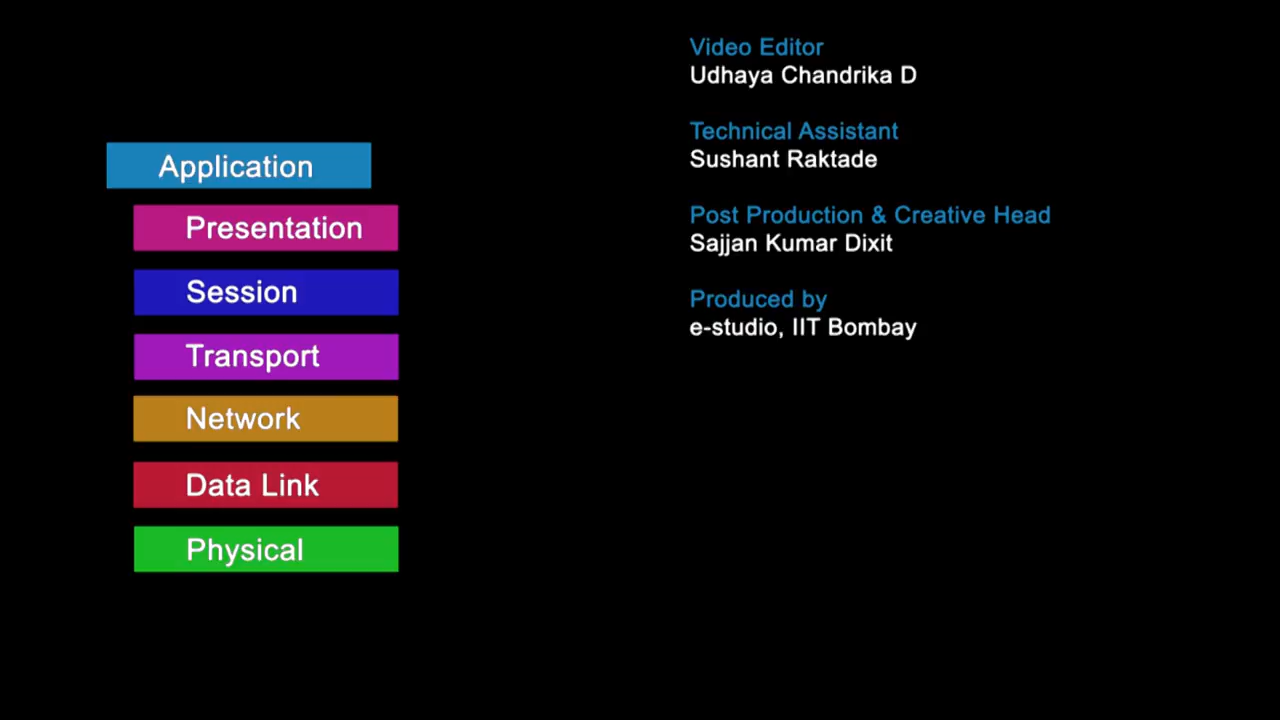 Application
Presentation
Session
Transport
Network
Data Link
Physical
Video Editor
Udhaya Chandrika D
Technical Assistant
Sushant Raktade
Post Production & Creative Head
Sajjan Kumar Dixit
Produced by
e-studio, IIT Bombay